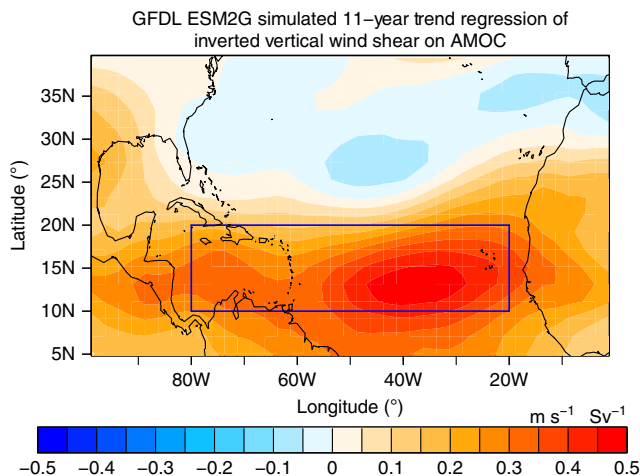 GFDL ESM2G simulated 11−year trend regression of
inverted vertical wind shear on AMOC
Latitude (°)
35N
30N
25N
20N
15N
10N
5N
80W 60W 40W 20W
Longitude (°)
m s⁻¹ Sv⁻¹
−0.5 −0.4 −0.3 −0.2 −0.1 0 0.1 0.2 0.3 0.4 0.5